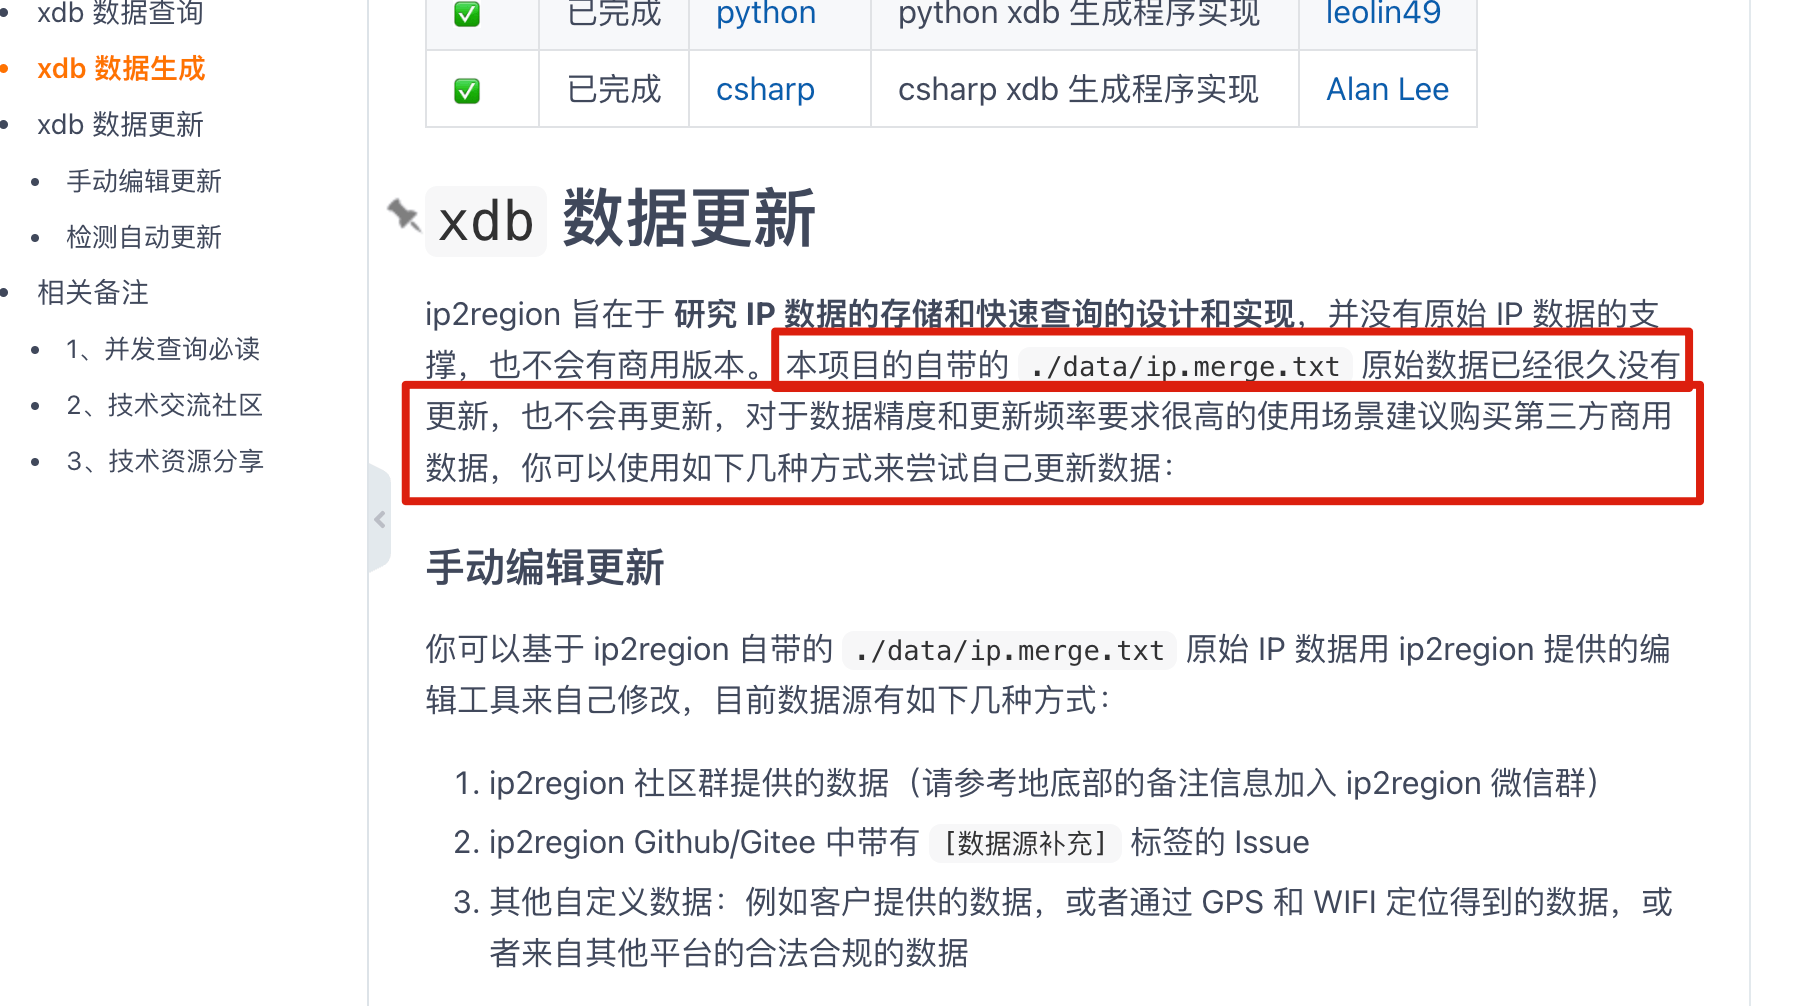 xdb 数据查询
xdb 数据生成
xdb 数据更新
手动编辑更新
检测自动更新
相关备注
1、并发查询必读
2、技术交流社区
3、技术资源分享
已完成 python python xdb 生成程序实现 leolin49
已完成 csharp csharp xdb 生成程序实现 Alan Lee
xdb 数据更新
ip2region 旨在于 研究 IP 数据的存储和快速查询的设计和实现，并没有原始 IP 数据的支
撑，也不会有商用版本。本项目的自带的 ./data/ip.merge.txt 原始数据已经很久没有
更新，也不会再更新，对于数据精度和更新频率要求很高的使用场景建议购买第三方商用
数据，你可以使用如下几种方式来尝试自己更新数据：
手动编辑更新
你可以基于 ip2region 自带的 ./data/ip.merge.txt 原始 IP 数据用 ip2region 提供的编
辑工具来自己修改，目前数据源有如下几种方式：
1. ip2region 社区群提供的数据（请参考地底部的备注信息加入 ip2region 微信群）
2. ip2region Github/Gitee 中带有 [数据源补充] 标签的 Issue
3. 其他自定义数据：例如客户提供的数据，或者通过 GPS 和 WIFI 定位得到的数据，或
者来自其他平台的合法合规的数据